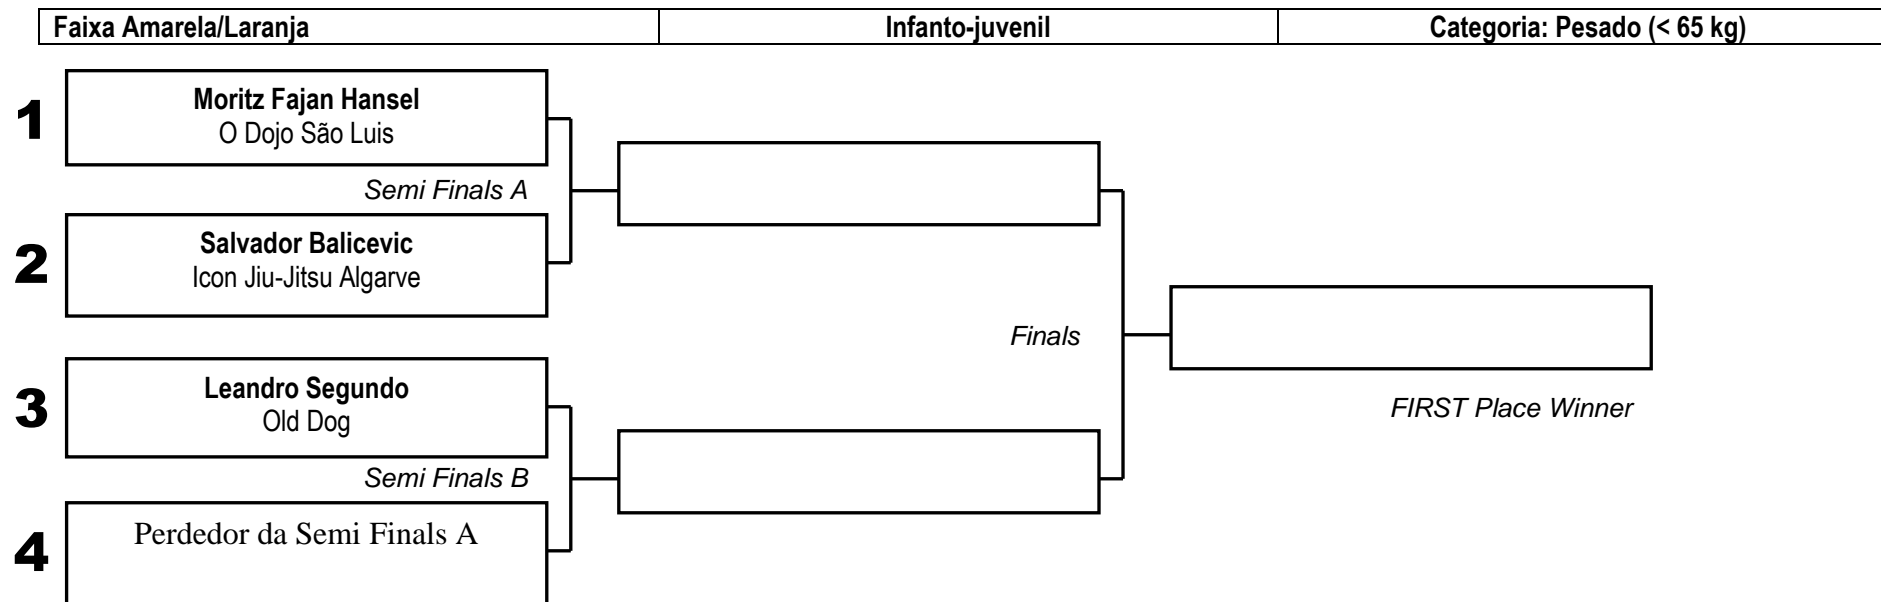 Faixa Amarela/Laranja Infanto-juvenil Categoria: Pesado (< 65 kg)
1
Moritz Fajan Hansel
O Dojo São Luis
Semi Finals A
2
Salvador Balicevic
Icon Jiu-Jitsu Algarve
Finals
3
Leandro Segundo
Old Dog
FIRST Place Winner
Semi Finals B
4
Perdedor da Semi Finals A